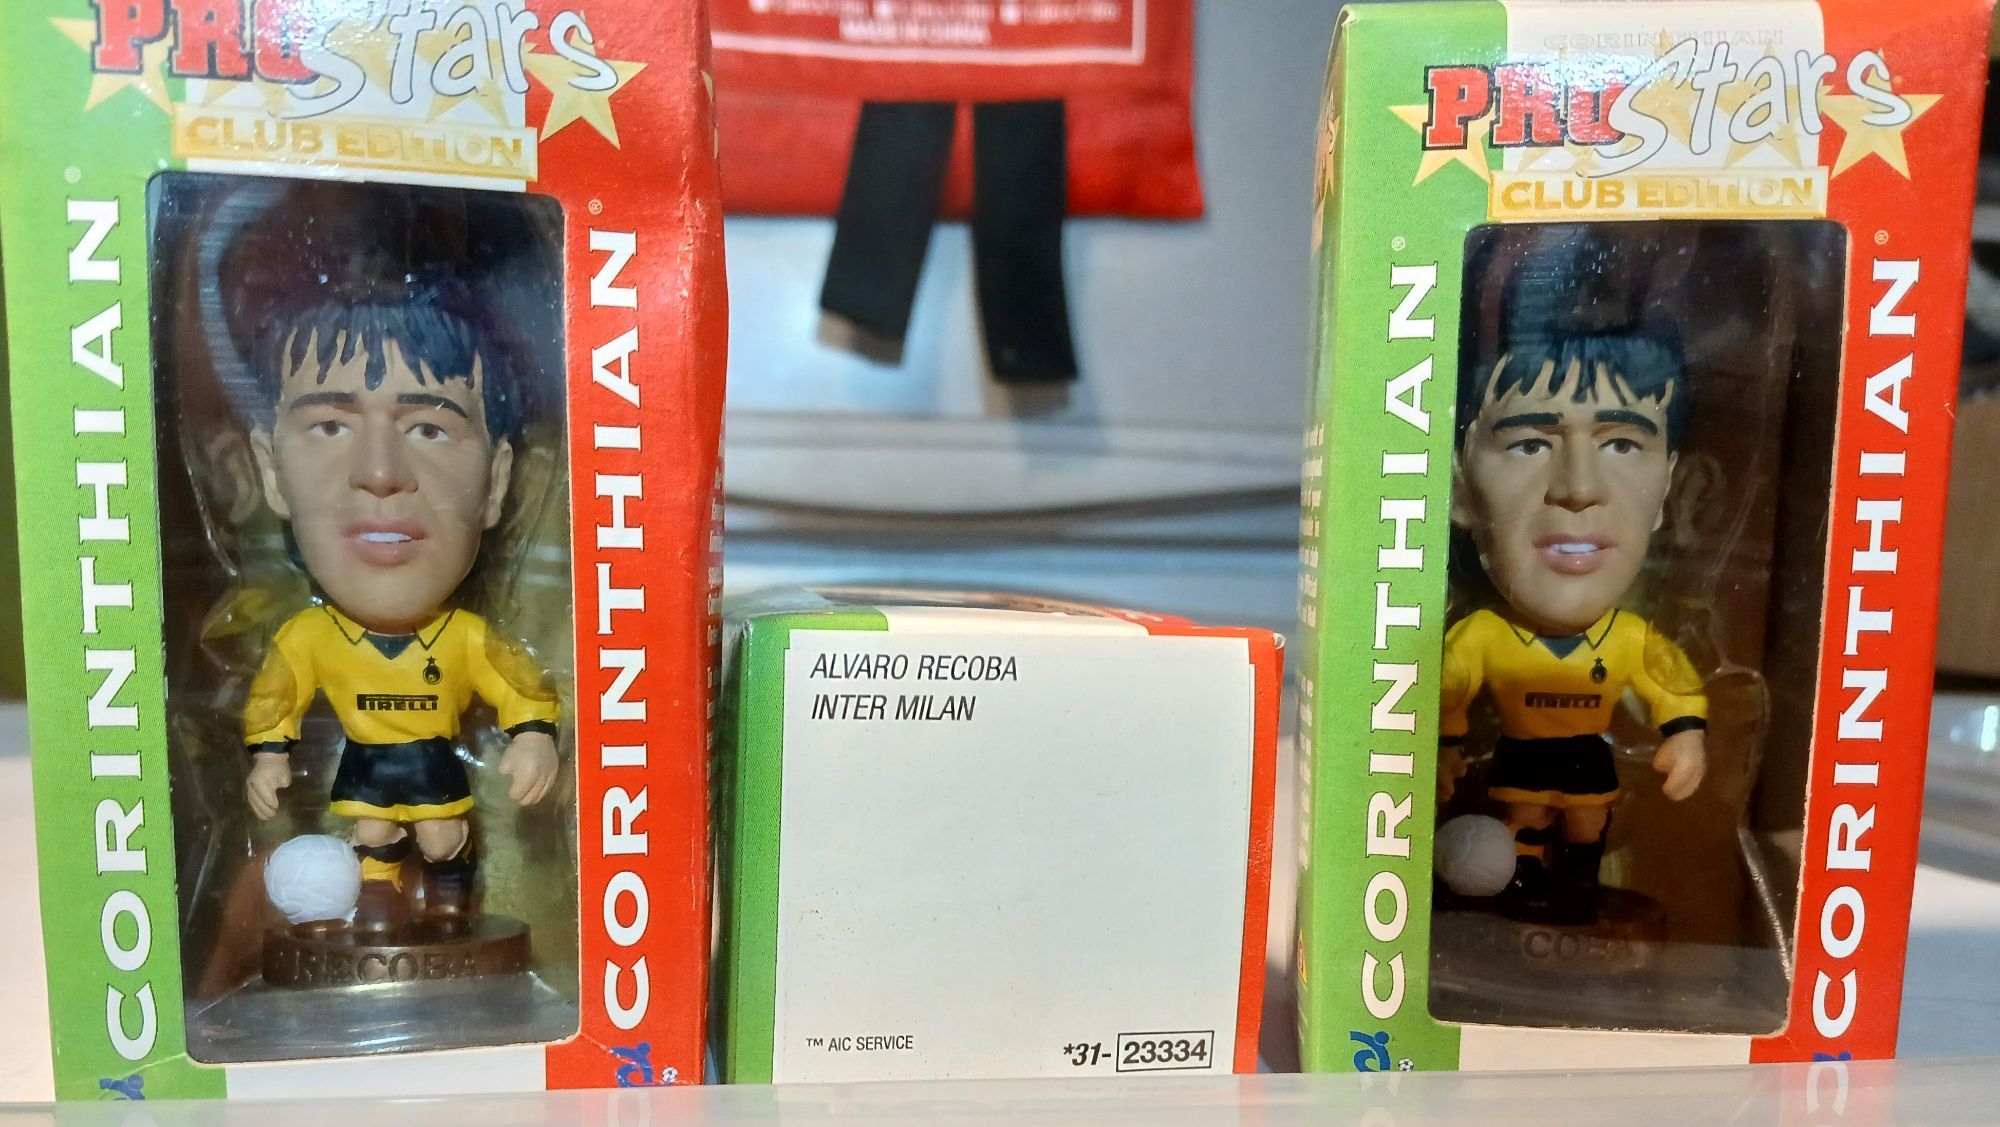 PRO Stars
CLUB EDITION
CORINTHIAN®
CORINTHIAN®
PIRELLI
RECOBA
MADE IN CHINA
ALVARO RECOBA
INTER MILAN
™ AIC SERVICE
*31- 23334
CORINTHIAN
PRO Stars
CLUB EDITION
CORINTHIAN®
CORINTHIAN®
PIRELLI
RECOBA